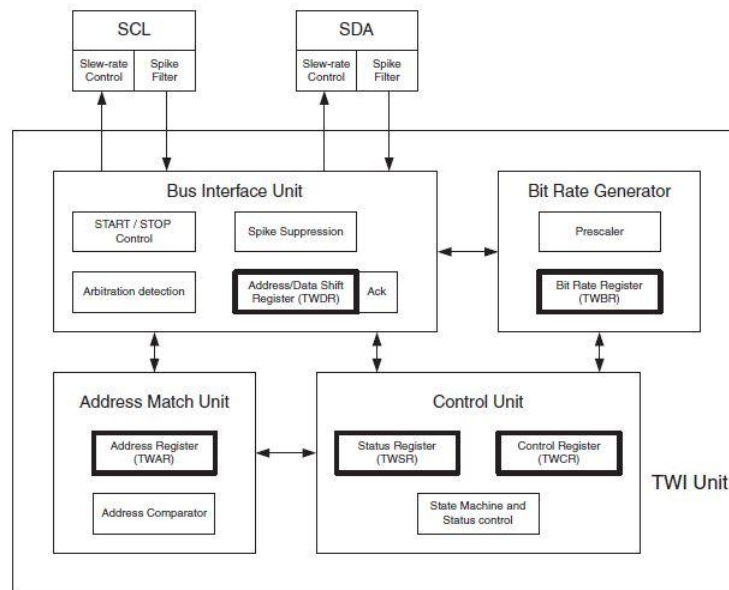 SCL
Slew-rate
Control
Spike
Filter
SDA
Slew-rate
Control
Spike
Filter
Bus Interface Unit
START / STOP
Control
Spike Suppression
Arbitration detection
Address/Data Shift
Register (TWDR)
Ack
Bit Rate Generator
Prescaler
Bit Rate Register
(TWBR)
Address Match Unit
Address Register
(TWAR)
Address Comparator
Control Unit
Status Register
(TWSR)
Control Register
(TWCR)
State Machine and
Status control
TWI Unit